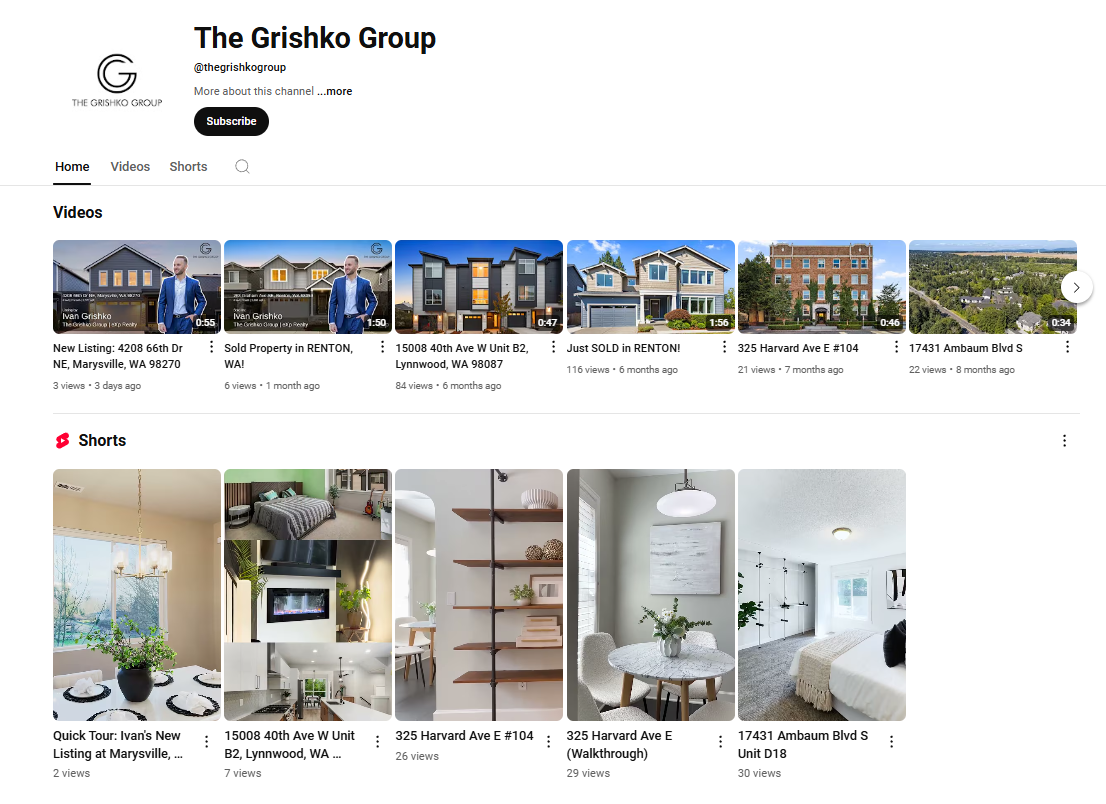 The Grishko Group
@thegrishkogroup
THE GRISHKO GROUP
More about this channel ...more
Subscribe
Home Videos Shorts
Videos
Ivan Grishko
The Grishko Group | eXp Realty
0:55
Ivan Grishko
The Grishko Group | eXp Realty
1:50
0:47
1:56
0:46
0:34
New Listing: 4208 66th Dr
NE, Marysville, WA 98270
3 views • 3 days ago
Sold Property in RENTON,
WA!
6 views • 1 month ago
15008 40th Ave W Unit B2,
Lynnwood, WA 98087
84 views • 6 months ago
Just SOLD in RENTON!
116 views • 6 months ago
325 Harvard Ave E #104
21 views • 7 months ago
17431 Ambaum Blvd S
22 views • 8 months ago
Shorts
Quick Tour: Ivan's New
Listing at Marysville, ...
2 views
15008 40th Ave W Unit
B2, Lynnwood, WA ...
7 views
325 Harvard Ave E #104
26 views
325 Harvard Ave E
(Walkthrough)
29 views
17431 Ambaum Blvd S
Unit D18
30 views